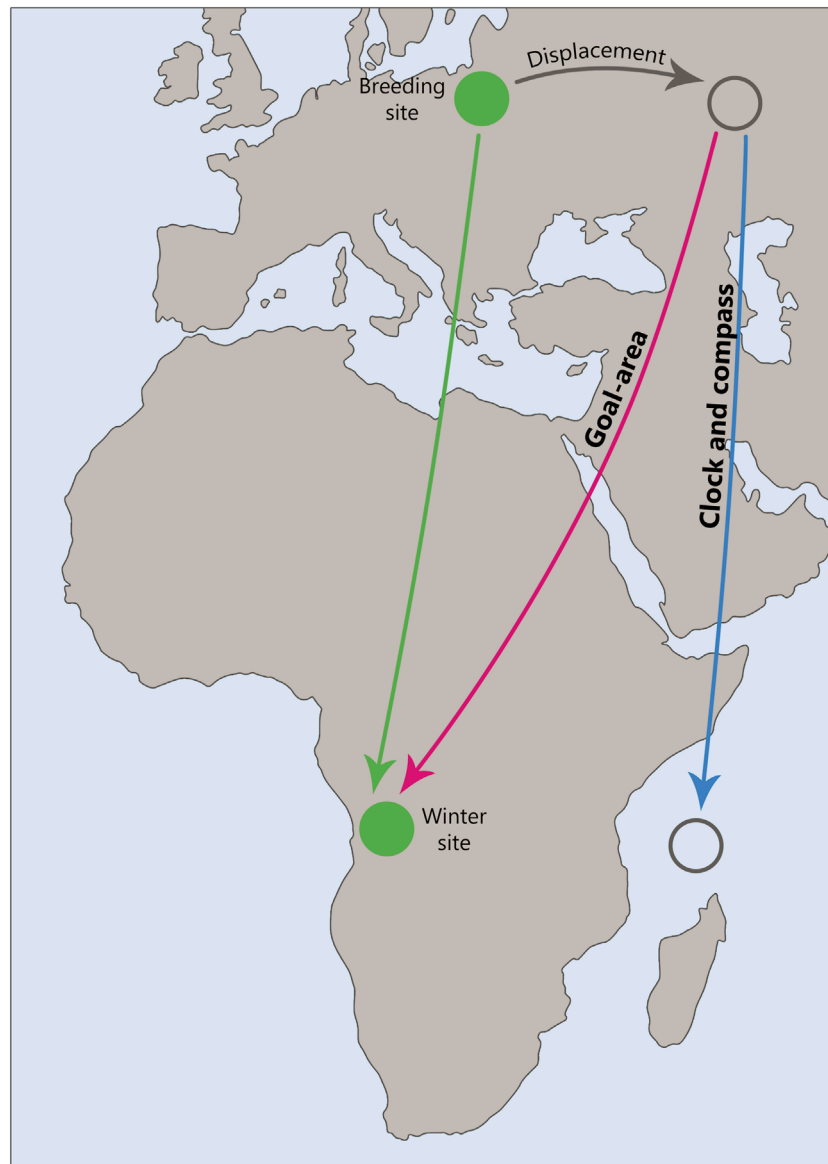 Displacement
Breeding
site
Goal-area
Clock and compass
Winter
site